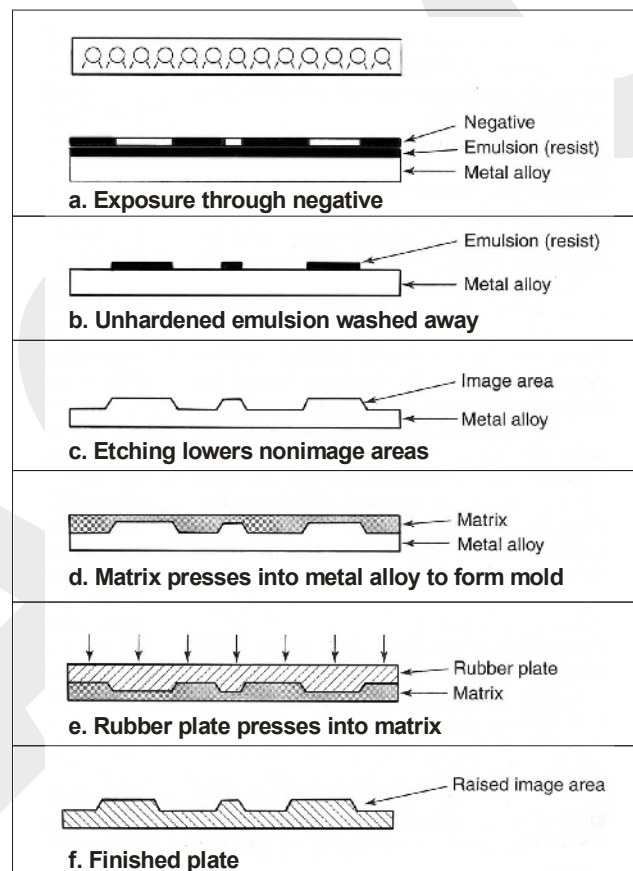 Negative
Emulsion (resist)
Metal alloy
a. Exposure through negative
Emulsion (resist)
Metal alloy
b. Unhardened emulsion washed away
Image area
Metal alloy
c. Etching lowers nonimage areas
Matrix
Metal alloy
d. Matrix presses into metal alloy to form mold
Rubber plate
Matrix
e. Rubber plate presses into matrix
Raised image area
f. Finished plate